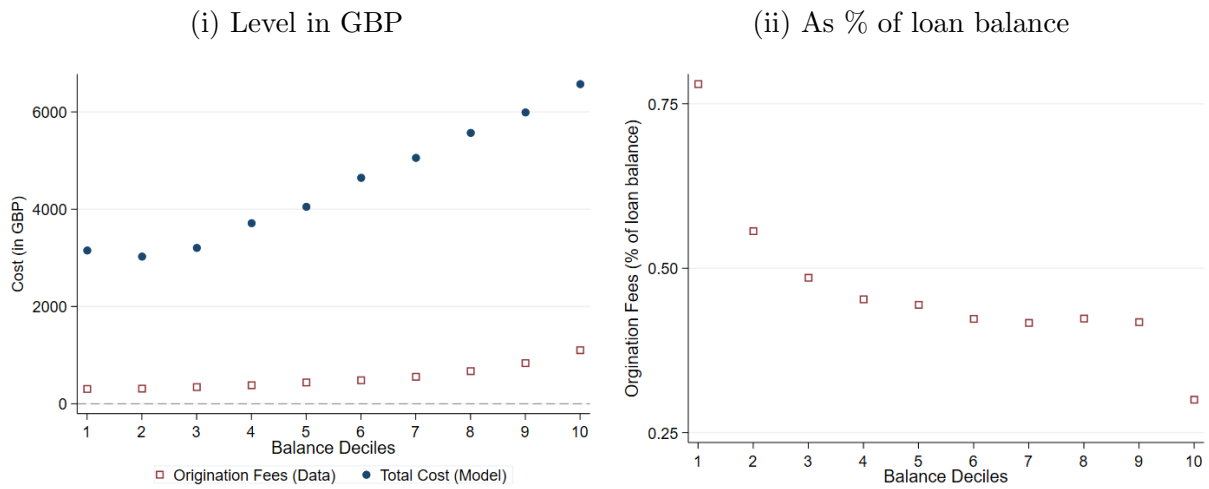 (i) Level in GBP
(ii) As % of loan balance
Cost (in GBP)
6000
4000
2000
0
1 2 3 4 5 6 7 8 9 10
Balance Deciles
Origination Fees (Data) Total Cost (Model)
Orgination Fees (% of loan balance)
0.75
0.50
0.25
1 2 3 4 5 6 7 8 9 10
Balance Deciles